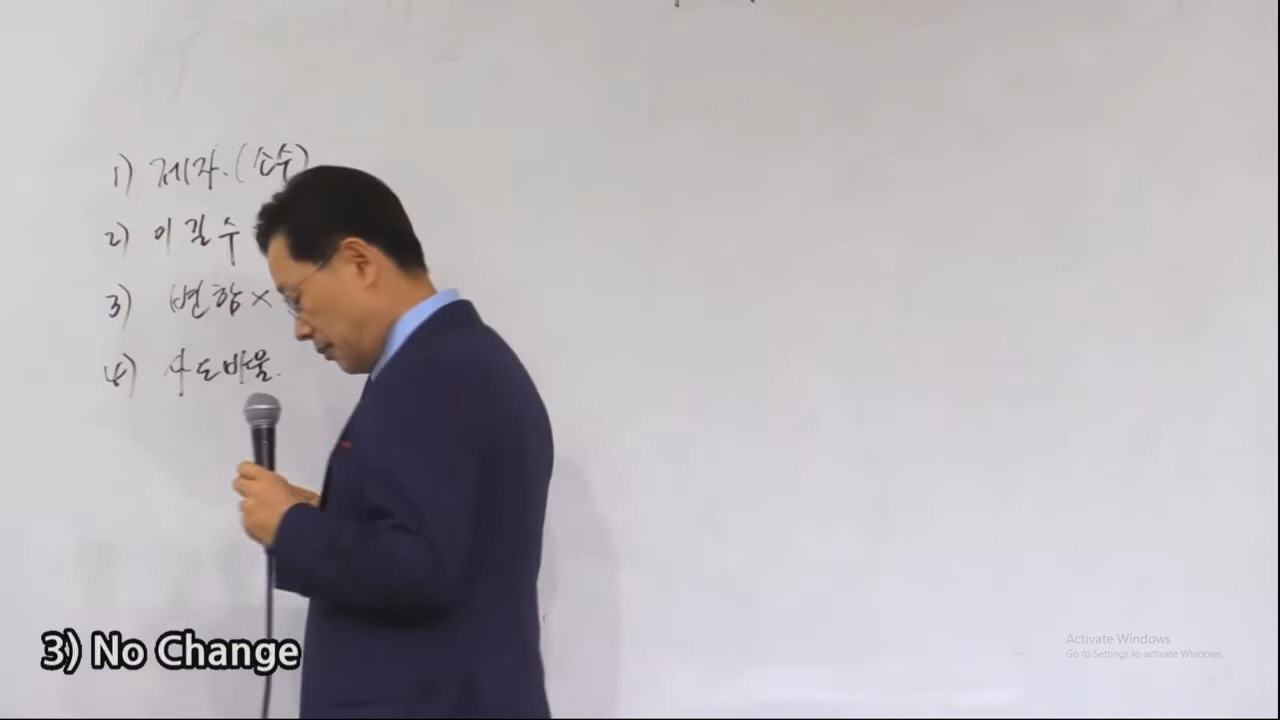 1) 제자.(소수)
2) 이길수
3) 변함×
4) 사도바울.
3) No Change
Activate Windows
Go to Settings to activate Windows.